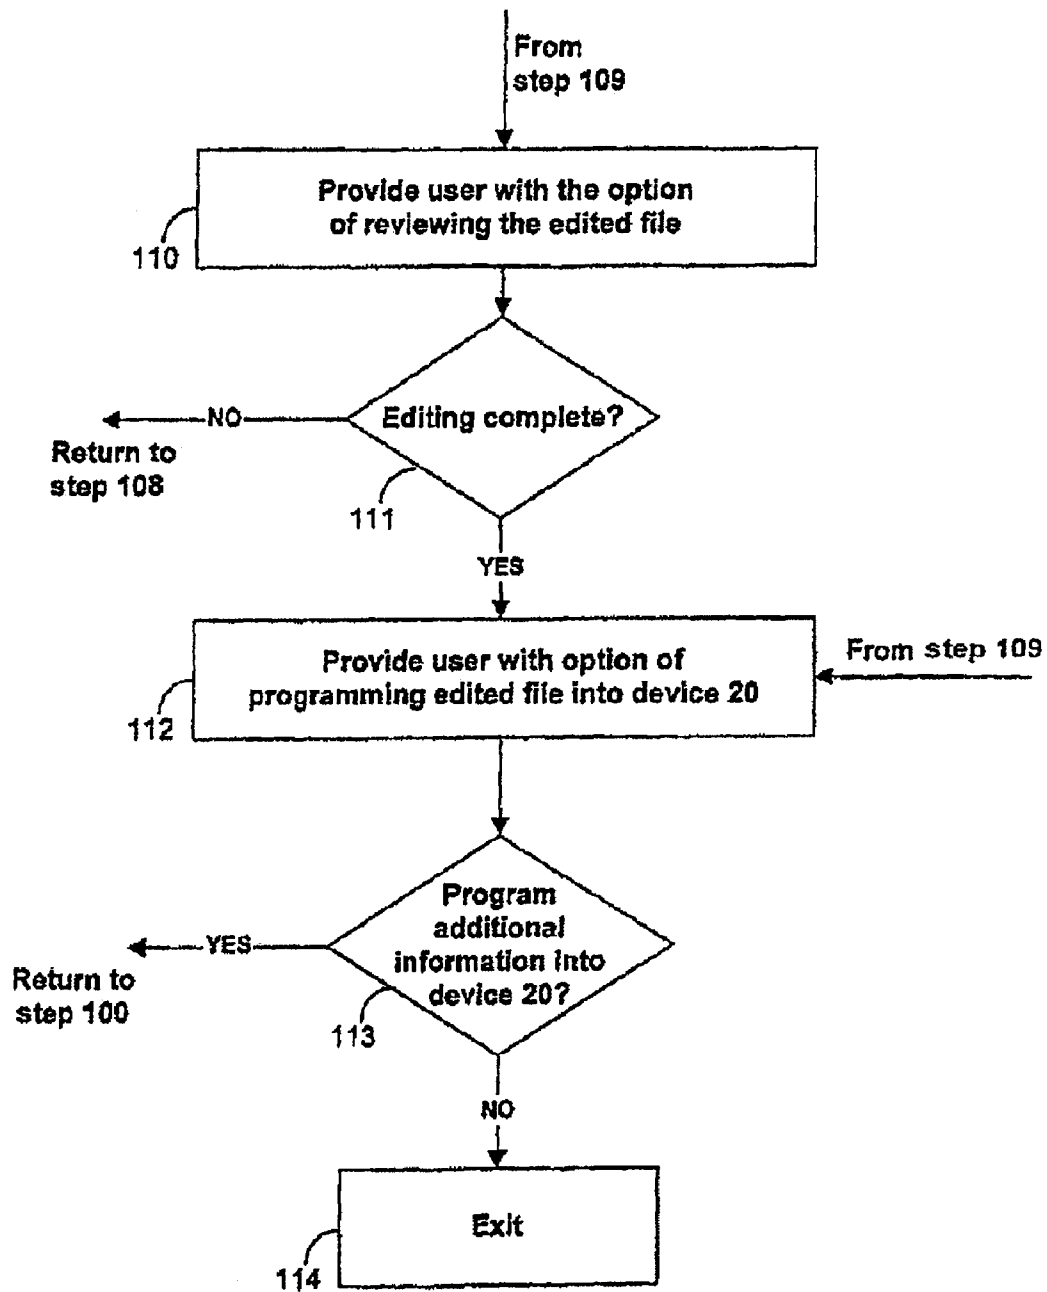 From
step 109
Provide user with the option
of reviewing the edited file
110
NO
Editing complete?
Return to
step 108
111
YES
From step 109
Provide user with option of
programming edited file into device 20
112
Program
additional
information into
device 20?
YES
Return to
step 100
113
NO
Exit
114